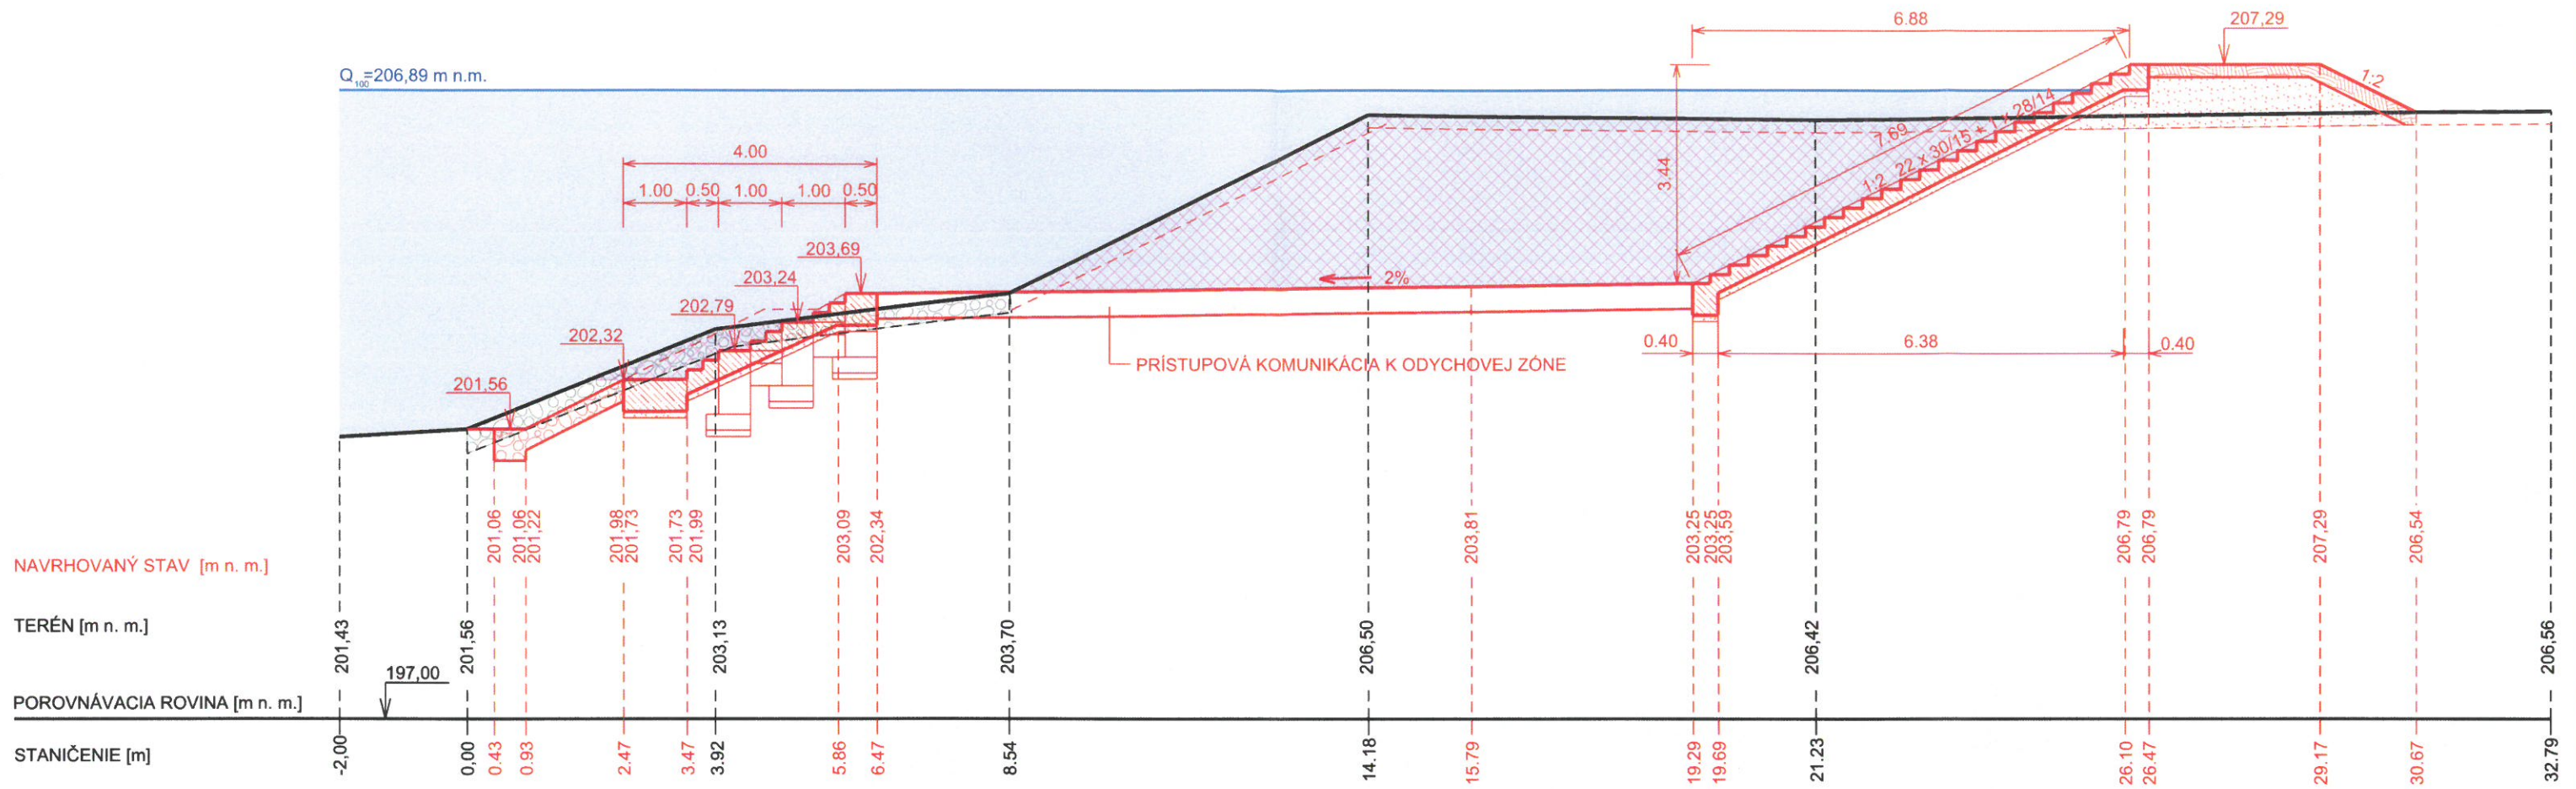 6.88
207,29
Q100=206,89 m n.m.
1:2
4.00
7.69
1:2 22 x 30/15 + 1 x 28/14
3.44
1.00 0.50 1.00 1.00 0.50
203,69
203,24
2%
202,79
202,32
0.40
6.38
0.40
PRÍSTUPOVÁ KOMUNIKÁCIA K ODYCHOVEJ ZÓNE
201,56
NAVRHOVANÝ STAV [m n. m.]
201,06 201,06 201,22 201,98 201,73 201,73 201,99 203,09 202,34 203,81 203,25 203,25 203,59 206,79 206,79 207,29 206,54
TERÉN [m n. m.]
201,43 201,56 203,13 203,70 206,50 206,42 206,56
197,00
POROVNÁVACIA ROVINA [m n. m.]
STANIČENIE [m]
-2,00 0,00 0.43 0.93 2.47 3.47 3.92 5.86 6.47 8.54 14.18 15.79 19.29 19.69 21.23 26.10 26.47 29.17 30.67 32.79